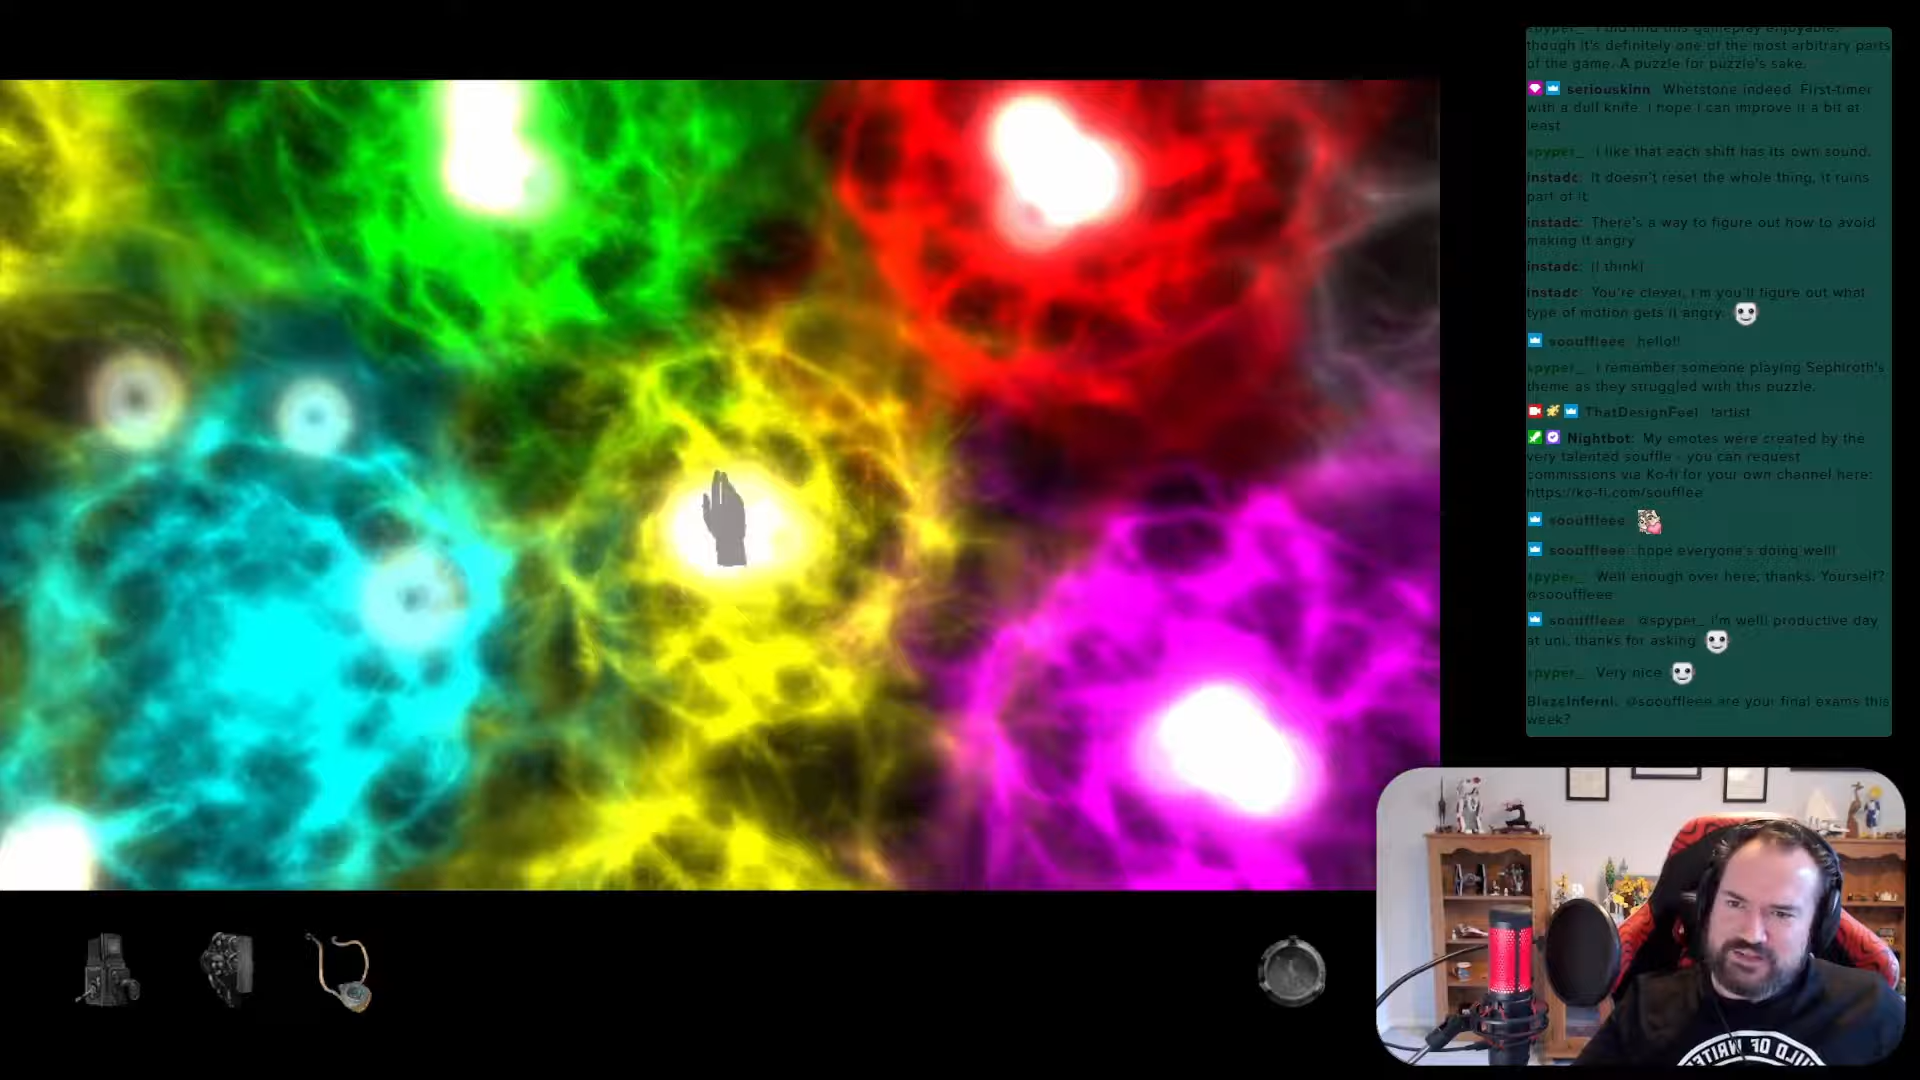 spyper_ I did find this gameplay enjoyable,
though it's definitely one of the most arbitrary parts
of the game. A puzzle for puzzle's sake.
seriouskinn Whetstone indeed. First-timer
with a dull knife. I hope I can improve it a bit at
least
spyper_ I like that each shift has its own sound.
instadc: It doesn't reset the whole thing, it ruins
part of it
instadc: There's a way to figure out how to avoid
making it angry
instadc: (I think)
instadc: You're clever, I'm you'll figure out what
type of motion gets it angry.
soouffleee hello!!
spyper_ I remember someone playing Sephiroth's
theme as they struggled with this puzzle.
ThatDesignFeel !artist
Nightbot: My emotes were created by the
very talented souffle - you can request
commissions via Ko-fi for your own channel here:
https://ko-fi.com/soufflee
soouffleee
soouffleee hope everyone's doing well!
spyper_ Well enough over here, thanks. Yourself?
@soouffleee
soouffleee @spyper_ i'm well! productive day
at uni, thanks for asking
spyper_ Very nice
BlazeInferni: @soouffleee are your final exams this
week?